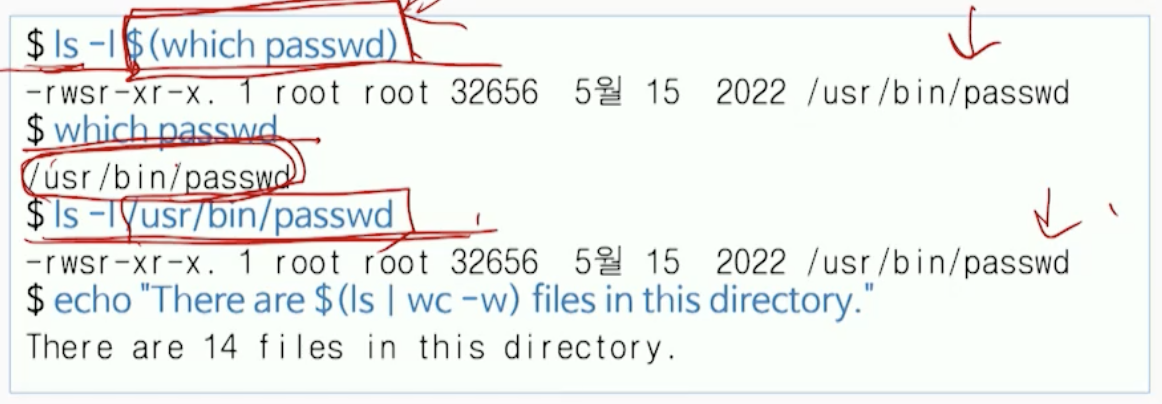 $ ls -l $(which passwd)
-rwsr-xr-x. 1 root root 32656 5월 15 2022 /usr/bin/passwd
$ which passwd
/usr/bin/passwd
$ ls -l /usr/bin/passwd
-rwsr-xr-x. 1 root root 32656 5월 15 2022 /usr/bin/passwd
$ echo "There are $(ls | wc -w) files in this directory."
There are 14 files in this directory.